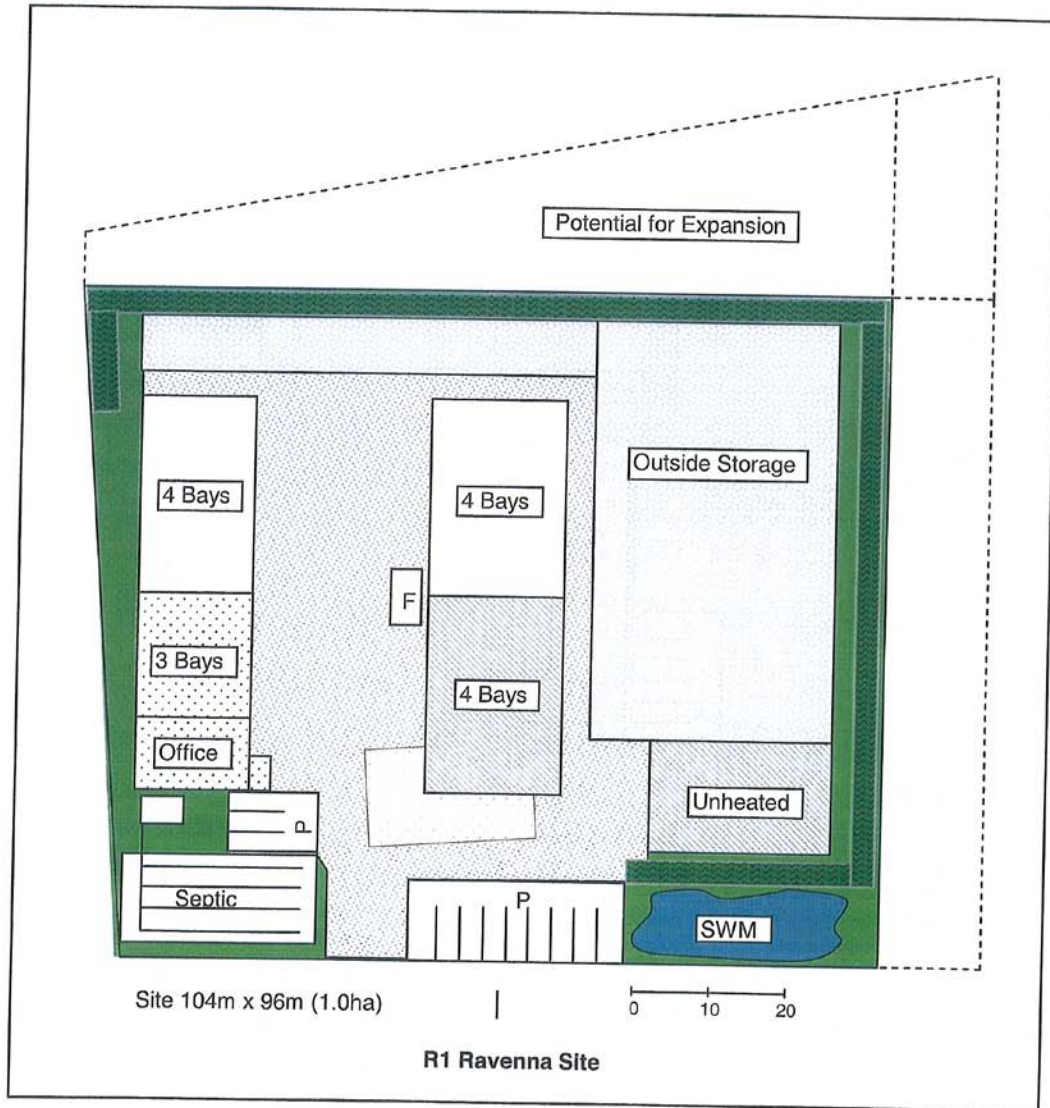 Potential for Expansion
4 Bays
4 Bays
Outside Storage
F
3 Bays
4 Bays
Office
Unheated
P
Septic
P
SWM
Site 104m x 96m (1.0ha)
0 10 20
R1 Ravenna Site